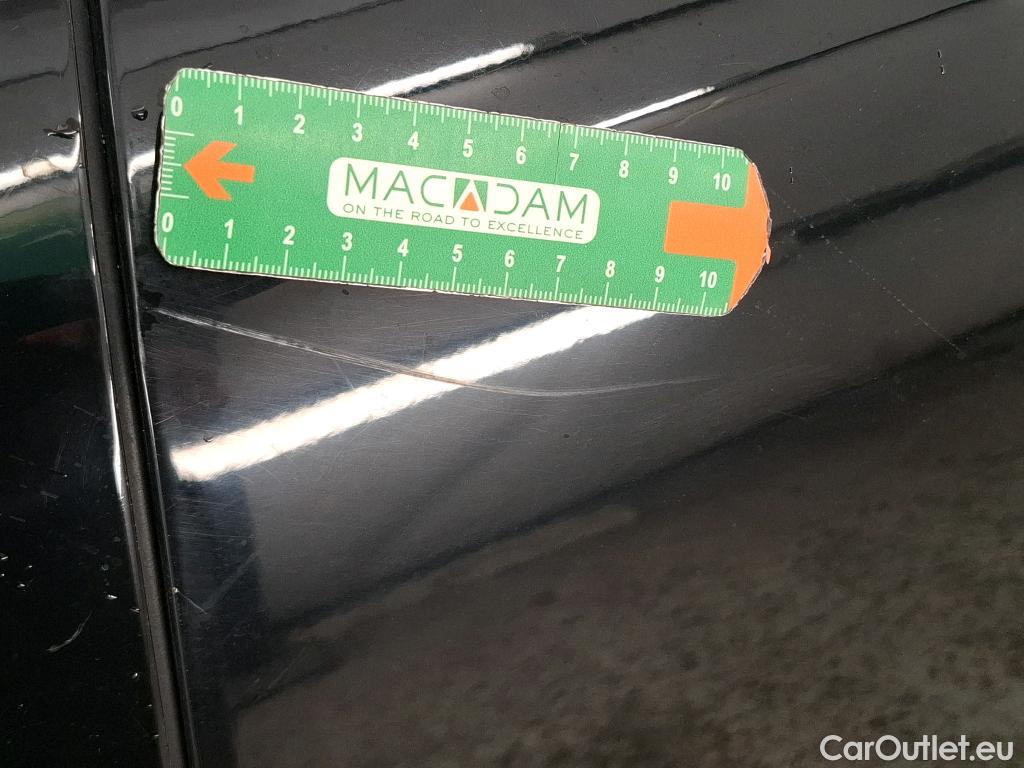 0 1 2 3 4 5 6 7 8 9 10
MACADAM
ON THE ROAD TO EXCELLENCE
0 1 2 3 4 5 6 7 8 9 10
CarOutlet.eu